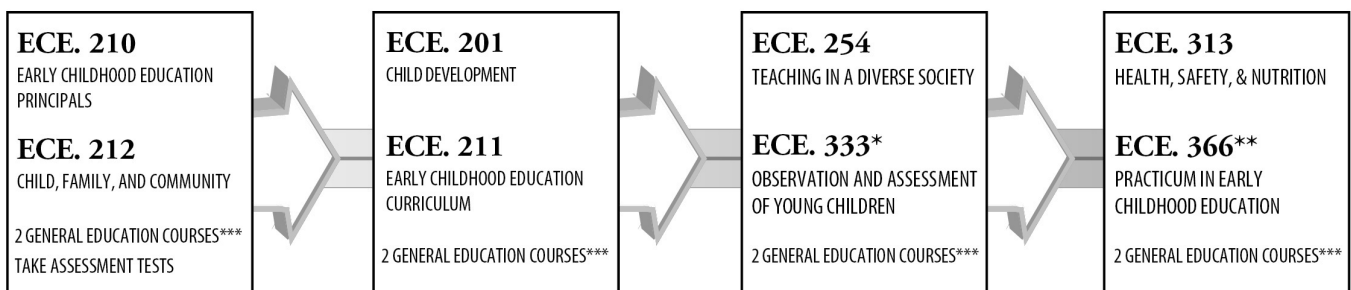 ECE. 210
EARLY CHILDHOOD EDUCATION
PRINCIPALS
ECE. 212
CHILD, FAMILY, AND COMMUNITY
2 GENERAL EDUCATION COURSES***
TAKE ASSESSMENT TESTS
ECE. 201
CHILD DEVELOPMENT
ECE. 211
EARLY CHILDHOOD EDUCATION
CURRICULUM
2 GENERAL EDUCATION COURSES***
ECE. 254
TEACHING IN A DIVERSE SOCIETY
ECE. 333*
OBSERVATION AND ASSESSMENT
OF YOUNG CHILDREN
2 GENERAL EDUCATION COURSES***
ECE. 313
HEALTH, SAFETY, & NUTRITION
ECE. 366**
PRACTICUM IN EARLY
CHILDHOOD EDUCATION
2 GENERAL EDUCATION COURSES***